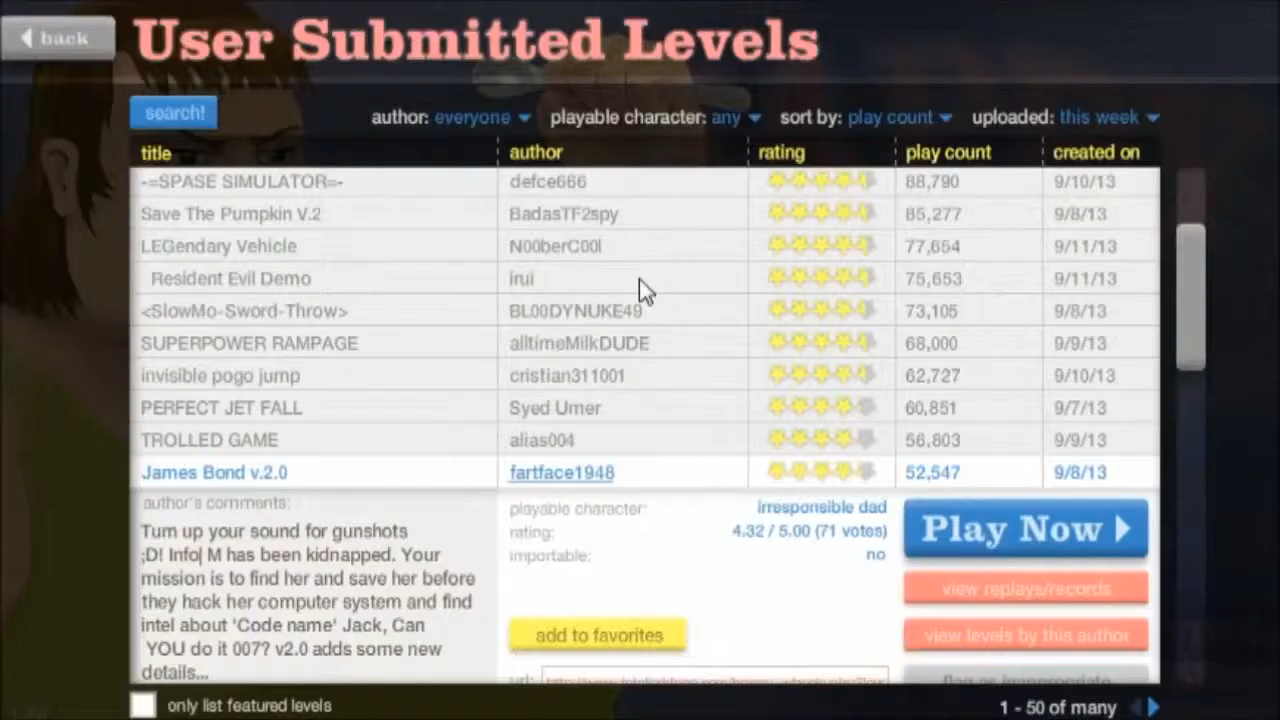 back
User Submitted Levels
search!
author: everyone playable character: any sort by: play count uploaded: this week
title author rating play count created on
-=SPASE SIMULATOR=- defce666 88,790 9/10/13
Save The Pumpkin V.2 BadasTF2spy 85,277 9/8/13
LEGendary Vehicle N00berC00l 77,654 9/11/13
Resident Evil Demo irui 75,653 9/11/13
<SlowMo-Sword-Throw> BL00DYNUKE49 73,105 9/8/13
SUPERPOWER RAMPAGE alltimeMilkDUDE 68,000 9/9/13
invisible pogo jump cristian311001 62,727 9/10/13
PERFECT JET FALL Syed Umer 60,851 9/7/13
TROLLED GAME alias004 56,803 9/9/13
James Bond v.2.0 fartface1948 52,547 9/8/13
author's comments:
Turn up your sound for gunshots
;D! Info| M has been kidnapped. Your
mission is to find her and save her before
they hack her computer system and find
intel about 'Code name' Jack, Can
YOU do it 007? v2.0 adds some new
details...
playable character: irresponsible dad
rating: 4.32 / 5.00 (71 votes)
importable: no
add to favorites
url:
Play Now
view replays/records
view levels by this author
flag as inappropriate
only list featured levels
1 - 50 of many